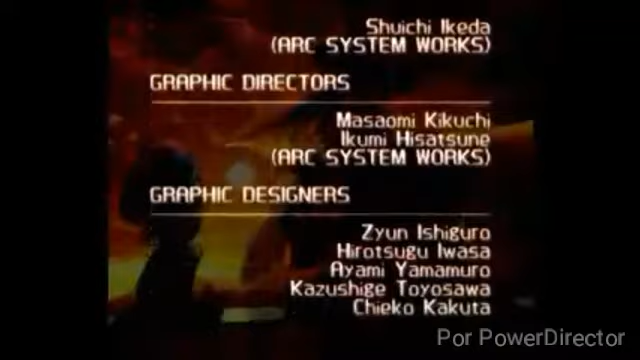 Shuichi Ikeda
(ARC SYSTEM WORKS)
GRAPHIC DIRECTORS
Masaomi Kikuchi
Ikumi Hisatsune
(ARC SYSTEM WORKS)
GRAPHIC DESIGNERS
Zyun Ishiguro
Hirotsugu Iwasa
Ayami Yamamuro
Kazushige Toyosawa
Chieko Kakuta
Por PowerDirector